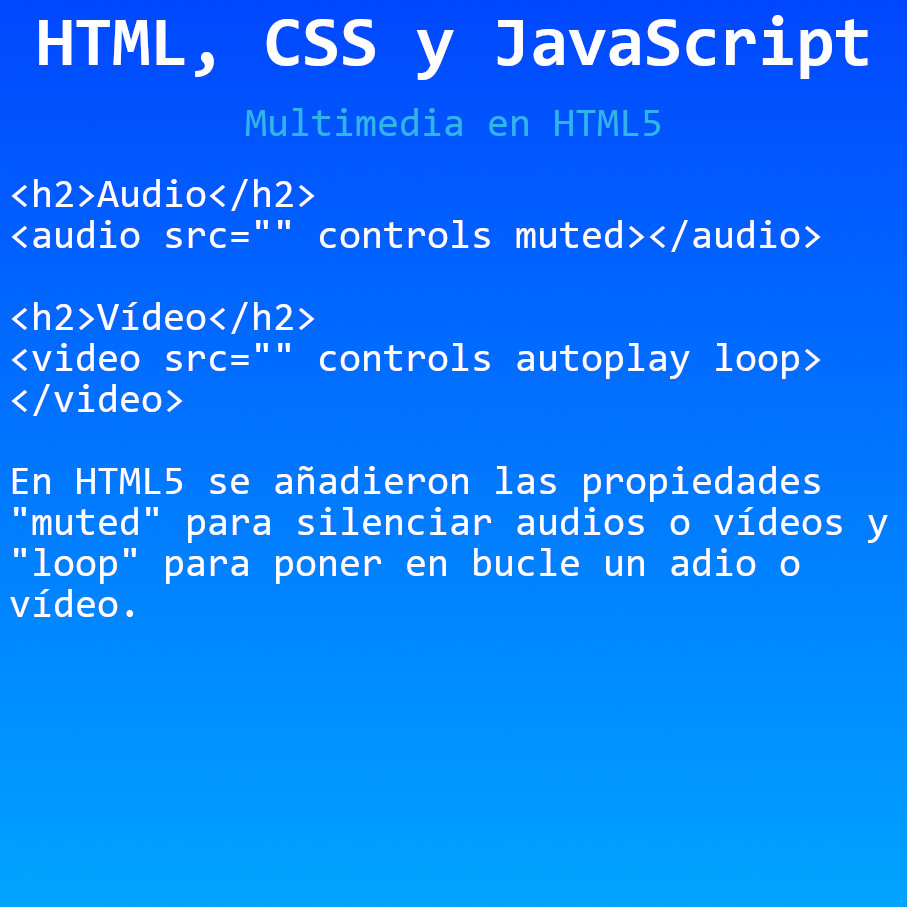 HTML, CSS y JavaScript
Multimedia en HTML5
<h2>Audio</h2>
<audio src="" controls muted></audio>
<h2>Vídeo</h2>
<video src="" controls autoplay loop>
</video>
En HTML5 se añadieron las propiedades
"muted" para silenciar audios o vídeos y
"loop" para poner en bucle un adio o
vídeo.